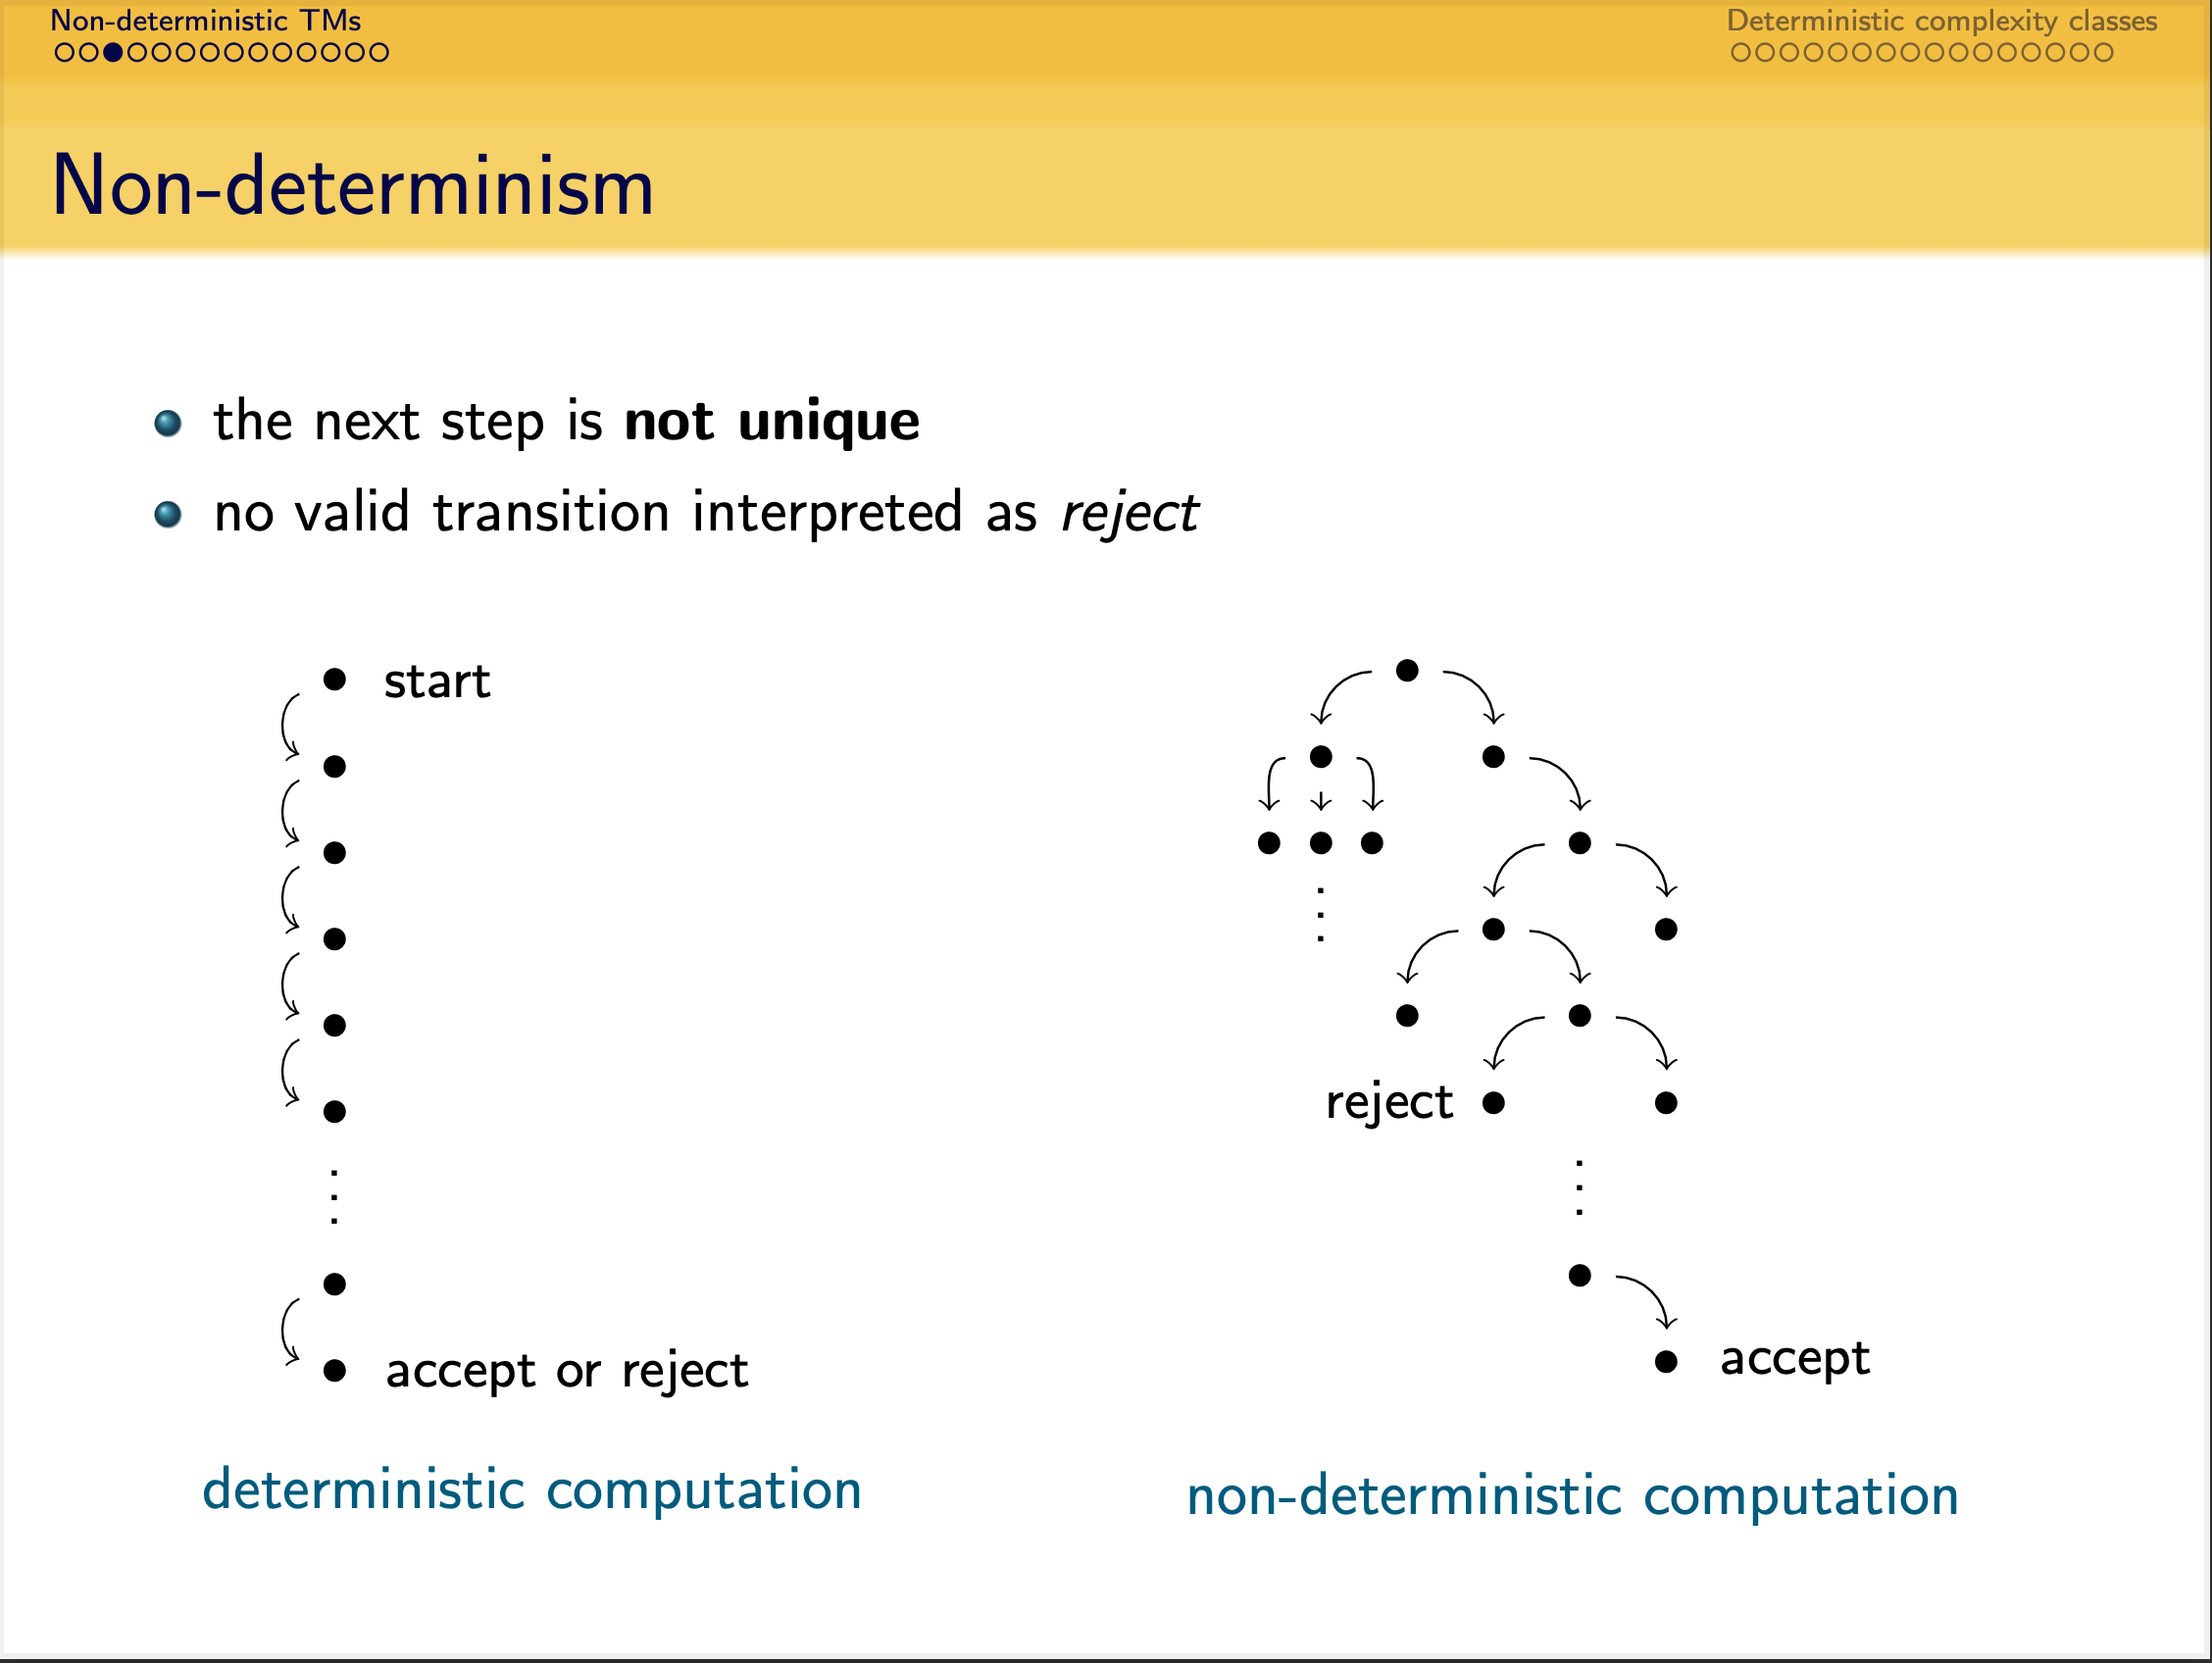 Non-deterministic TMs
Deterministic complexity classes
Non-determinism
the next step is not unique
no valid transition interpreted as reject
start
reject
accept or reject
accept
deterministic computation
non-deterministic computation